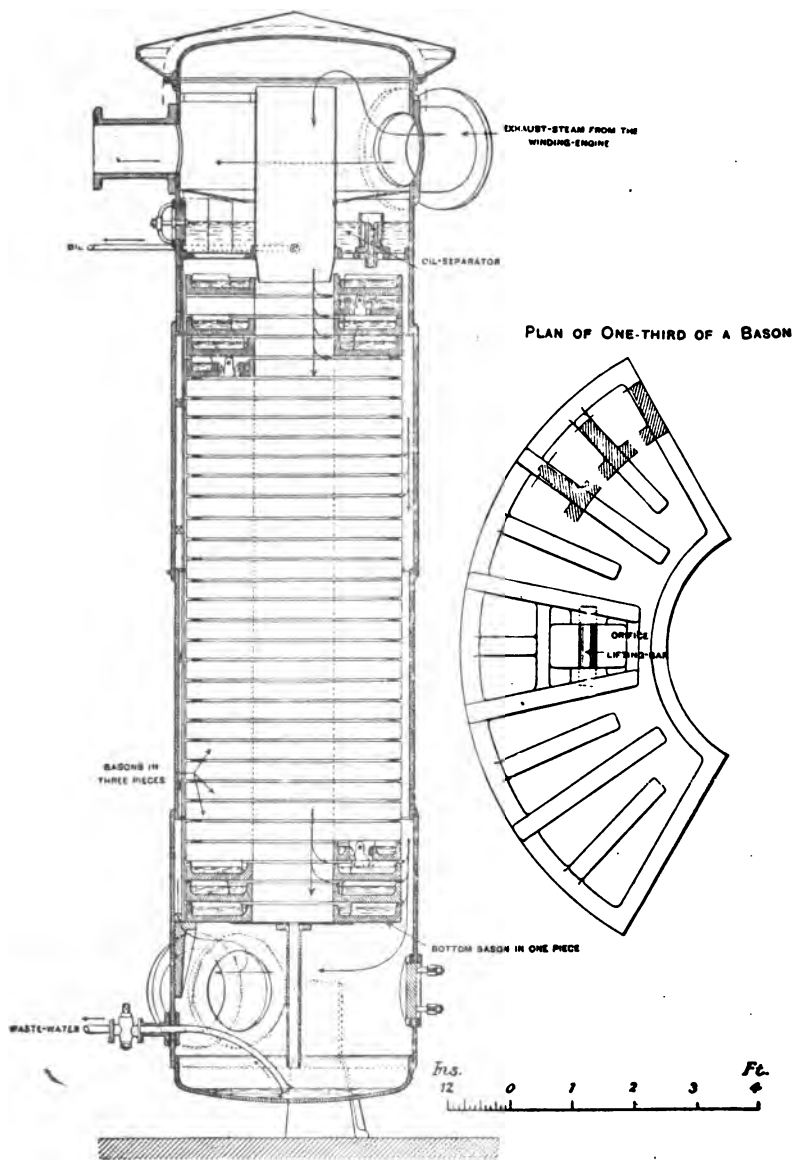 EXHAUST-STEAM FROM THE
WINDING-ENGINE
OIL
OIL-SEPARATOR
PLAN OF ONE-THIRD OF A BASON
ORIFICE
LIFTING-BAR
BASONS IN
THREE PIECES
BOTTOM BASON IN ONE PIECE
WASTE-WATER
Ins. Ft.
12 0 1 2 3 4